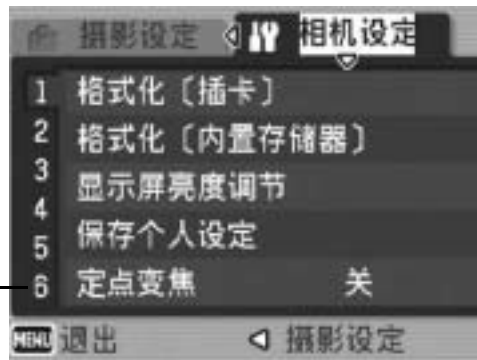 摄影设定 相机设定
1 格式化〔插卡〕
2 格式化〔内置存储器〕
3 显示屏亮度调节
4 保存个人设定
5
6 定点变焦 关
MENU 退出 摄影设定